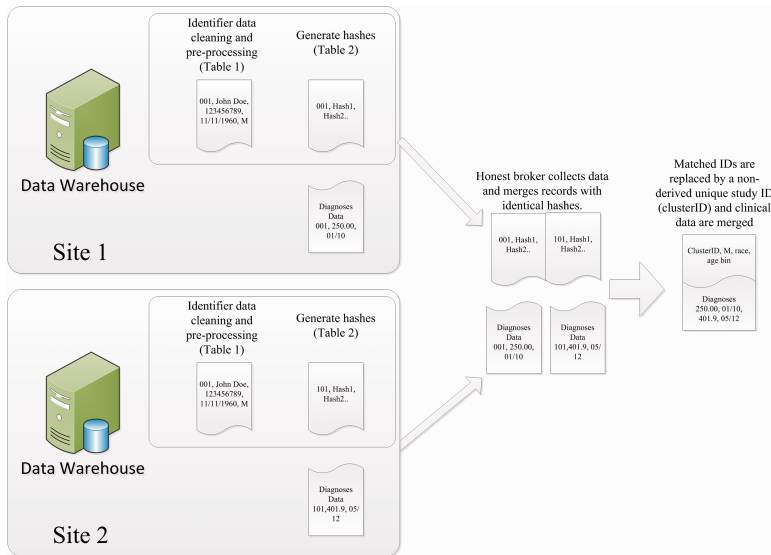 Identifier data
cleaning and
pre-processing
(Table 1)
Generate hashes
(Table 2)
001, John Doe,
123456789,
11/11/1960, M
001, Hash1,
Hash2..
Data Warehouse
Diagnoses
Data
001, 250.00,
01/10
Site 1
Identifier data
cleaning and
pre-processing
(Table 1)
Generate hashes
(Table 2)
001, John Doe,
123456789,
11/11/1960, M
101, Hash1,
Hash2..
Data Warehouse
Diagnoses
Data
101,401.9, 05/
12
Site 2
Honest broker collects data
and merges records with
identical hashes.
001, Hash1,
Hash2..
101, Hash1,
Hash2..
Diagnoses
Data
001, 250.00,
01/10
Diagnoses
Data
101,401.9, 05/
12
Matched IDs are
replaced by a non-
derived unique study ID
(clusterID) and clinical
data are merged
ClusterID, M, race,
age bin
Diagnoses
250.00, 01/10,
401.9, 05/12